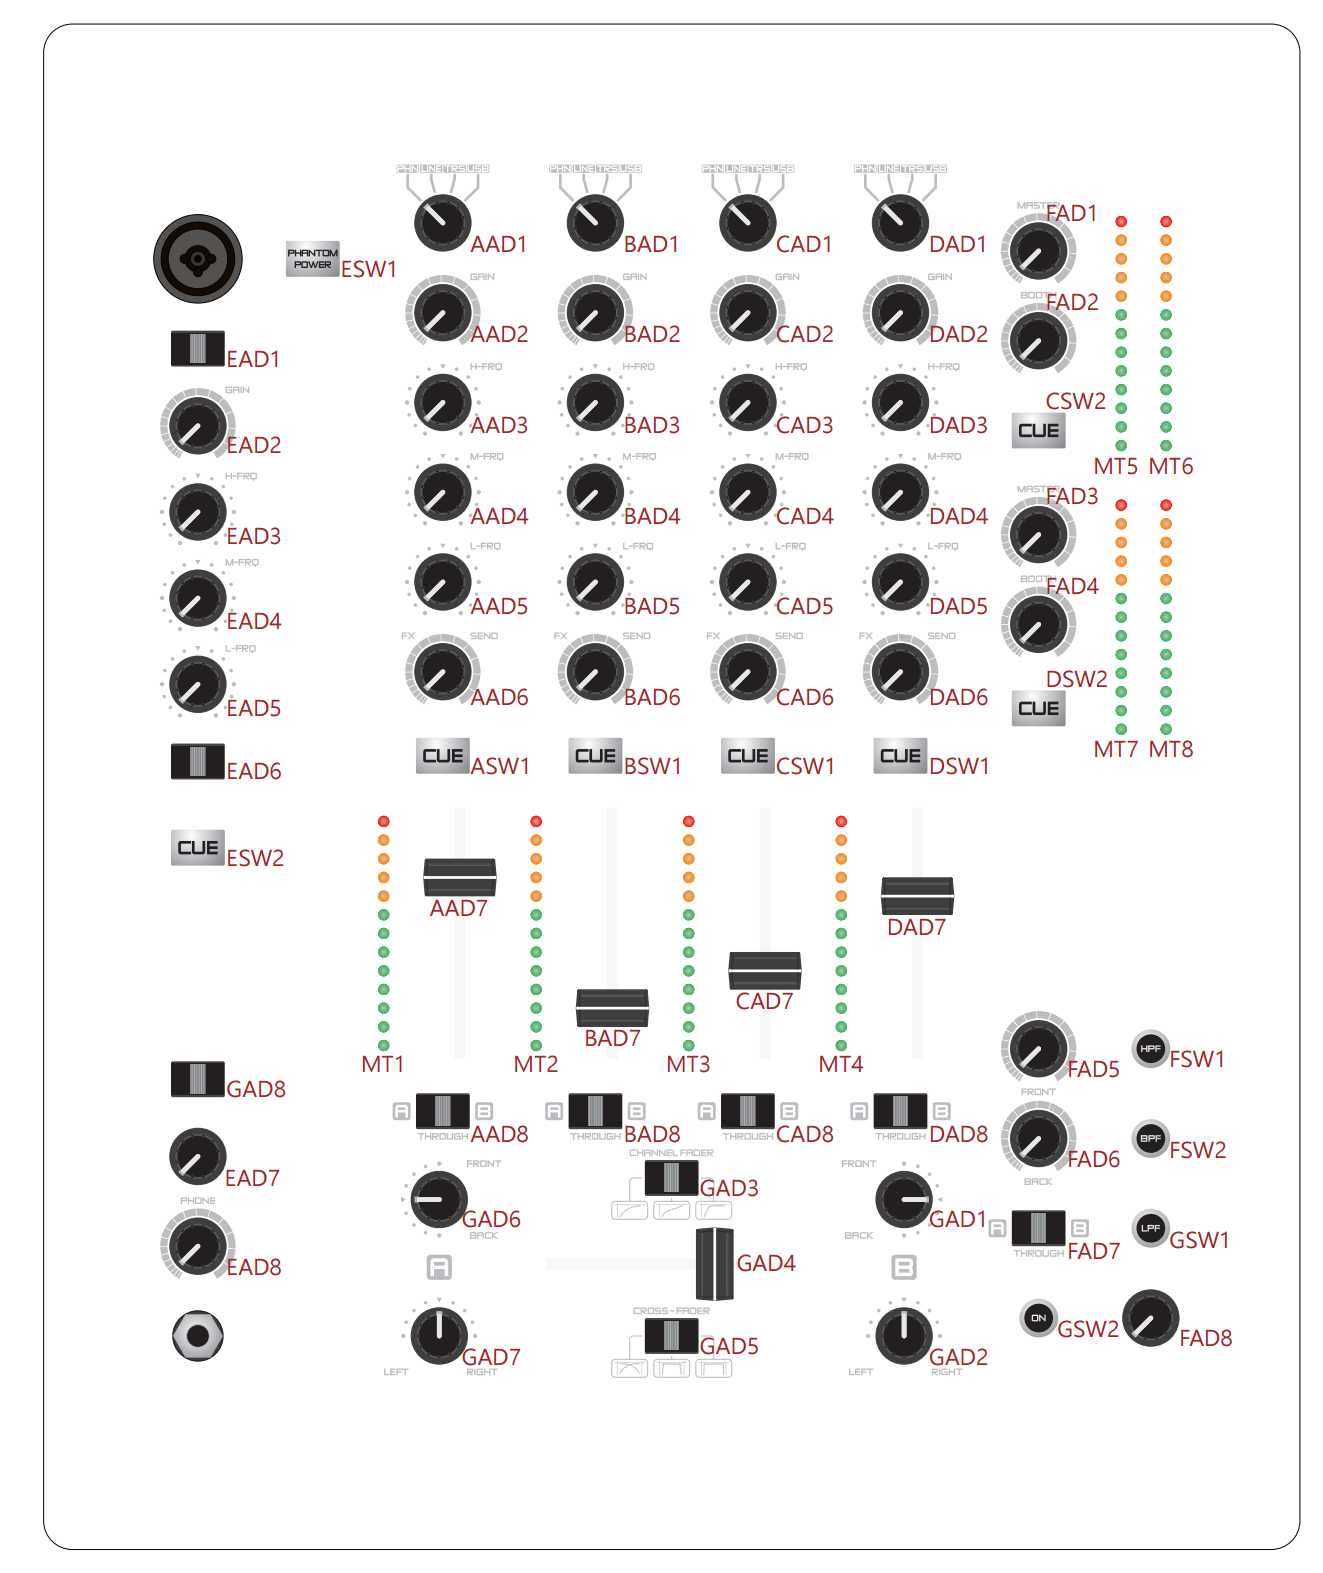 PHN LINE TRS USB PHN LINE TRS USB PHN LINE TRS USB PHN LINE TRS USB
MASTER FAD1
AAD1 BAD1 CAD1 DAD1
PHANTOM
POWER
ESW1
GAIN GAIN GAIN GAIN
BOOTH FAD2
AAD2 BAD2 CAD2 DAD2
EAD1
H-FRQ H-FRQ H-FRQ H-FRQ
GAIN
CSW2
AAD3 BAD3 CAD3 DAD3
CUE
EAD2
M-FRQ M-FRQ M-FRQ M-FRQ
MT5 MT6
H-FRQ
MASTER FAD3
AAD4 BAD4 CAD4 DAD4
EAD3
L-FRQ L-FRQ L-FRQ L-FRQ
M-FRQ
BOOTH FAD4
AAD5 BAD5 CAD5 DAD5
EAD4
FX SEND FX SEND FX SEND FX SEND
L-FRQ
DSW2
AAD6 BAD6 CAD6 DAD6
EAD5
CUE
MT7 MT8
CUE ASW1 CUE BSW1 CUE CSW1 CUE DSW1
EAD6
CUE ESW2
AAD7
DAD7
CAD7
BAD7
MT1 MT2 MT3 MT4
HPF FSW1
FAD5
GAD8
FRONT
A B A B A B A B
THROUGH AAD8 THROUGH BAD8 THROUGH CAD8 THROUGH DAD8
BPF FSW2
CHANNEL FADER
FRONT FRONT
FAD6
EAD7
BACK
GAD3
PHONE
GAD6 GAD1
BACK BACK
A B
LPF GSW1
THROUGH FAD7
EAD8
A B
GAD4
CROSS-FADER
ON GSW2
FAD8
GAD5
GAD7 GAD2
LEFT RIGHT LEFT RIGHT